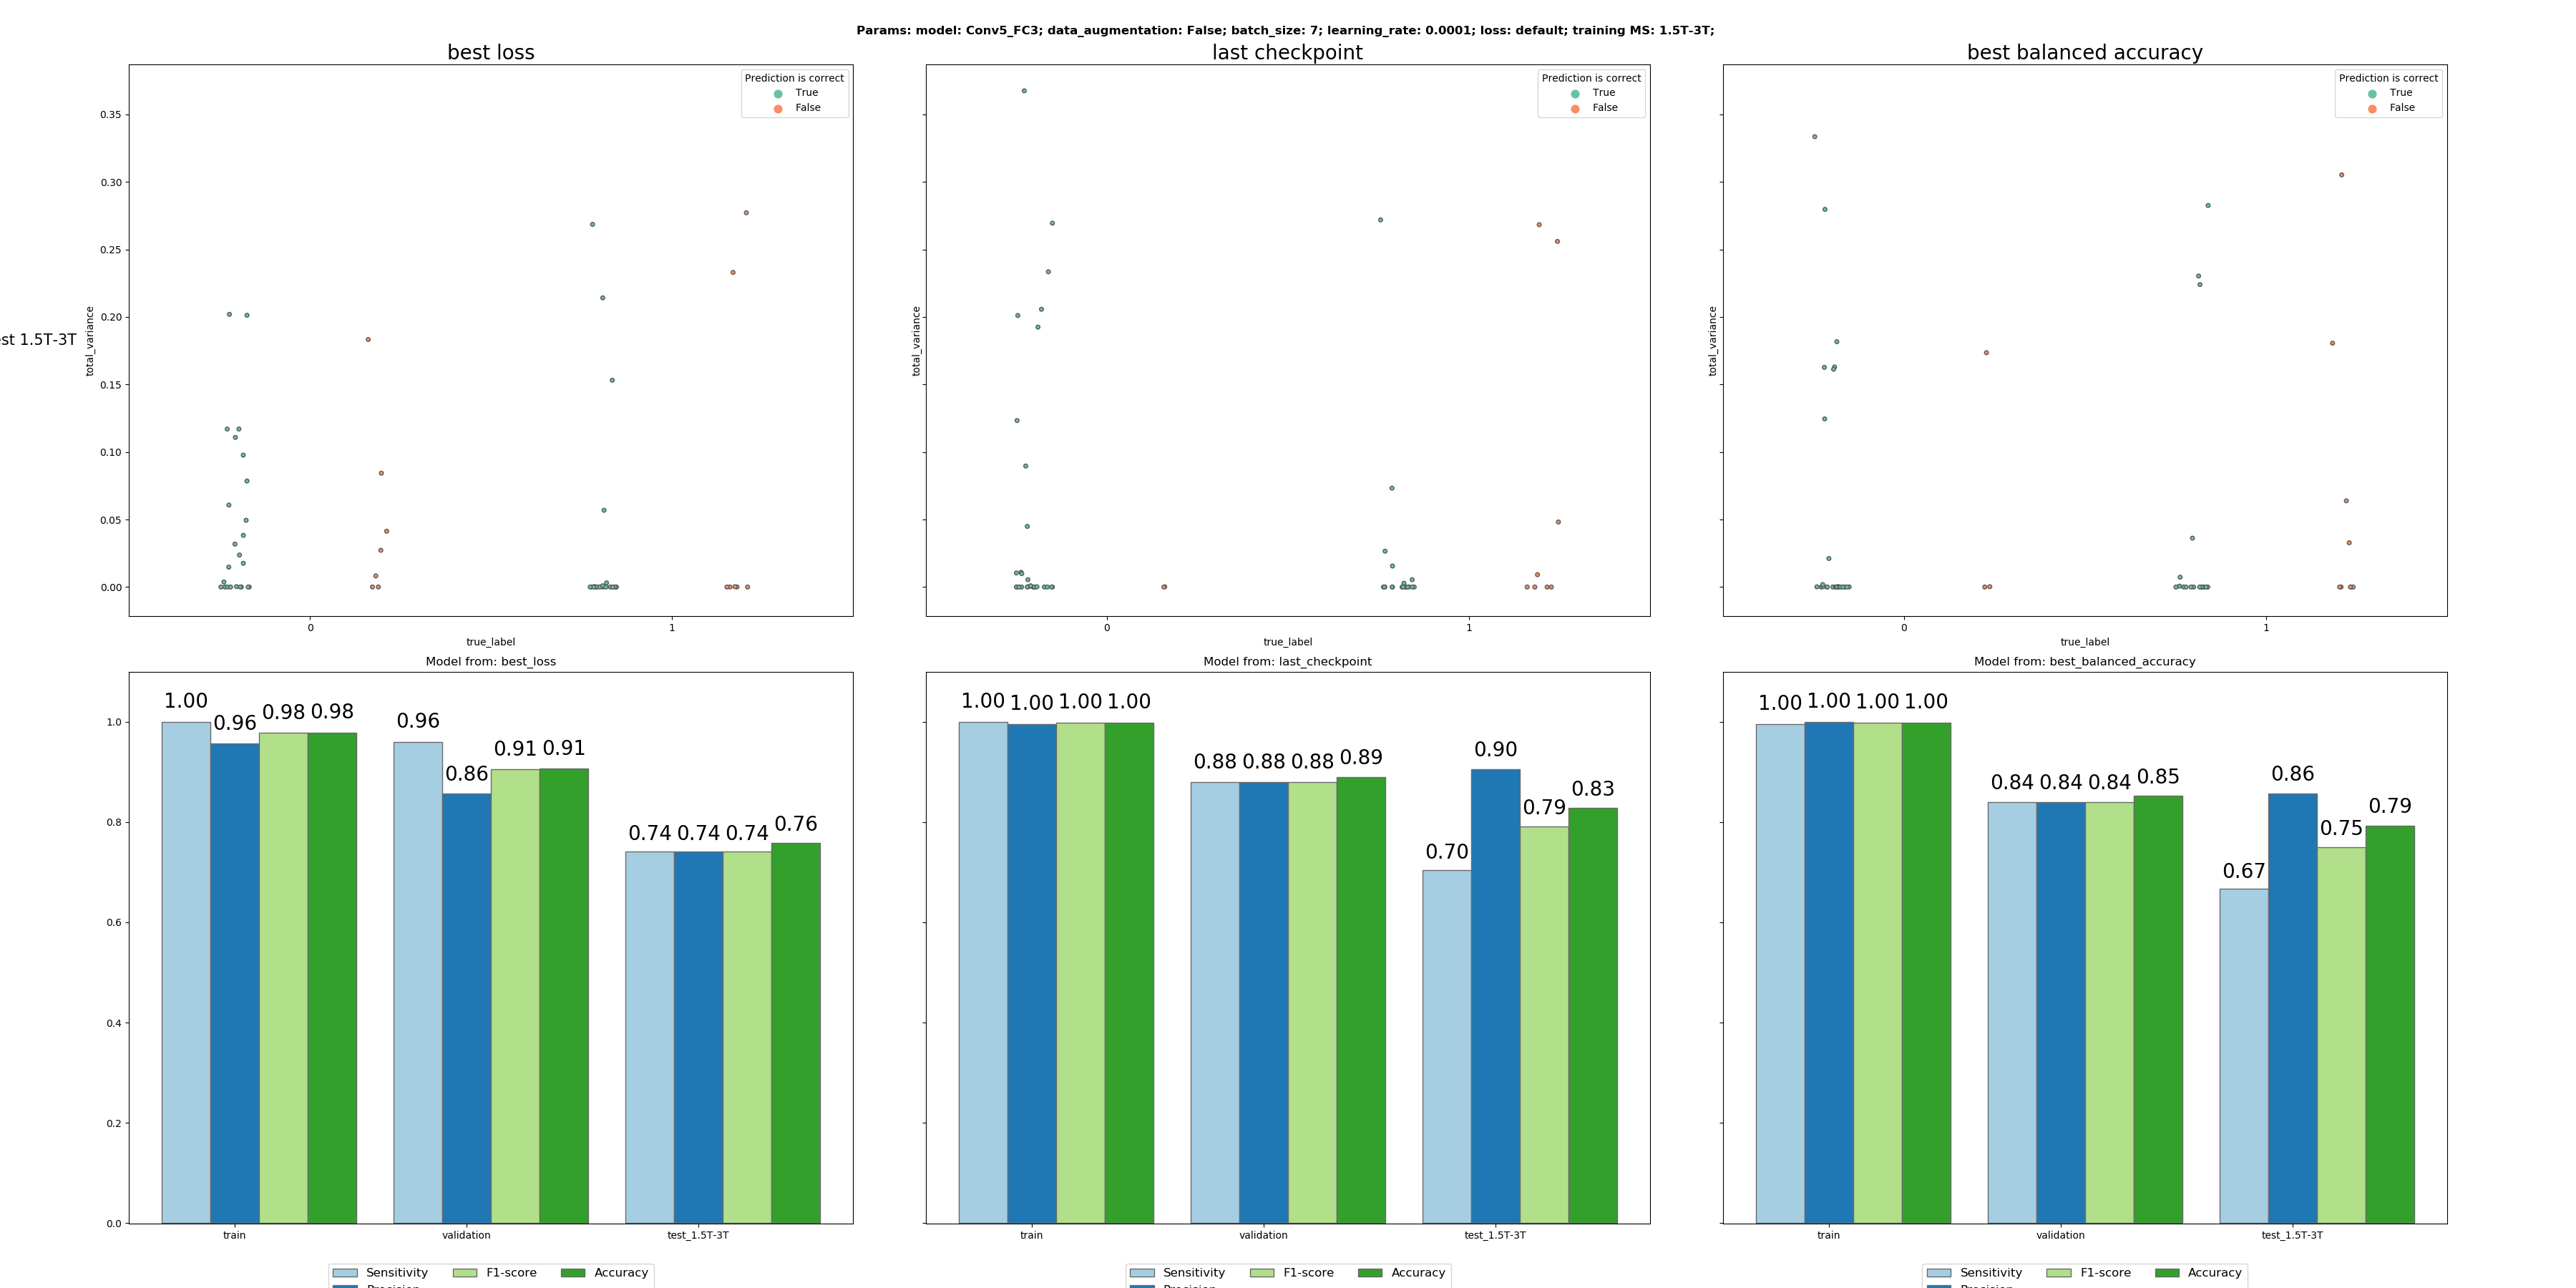 Params: model: Conv5_FC3; data_augmentation: False; batch_size: 7; learning_rate: 0.0001; loss: default; training MS: 1.5T-3T;
best loss
last checkpoint
best balanced accuracy
Prediction is correct
True
False
Prediction is correct
True
False
Prediction is correct
True
False
0.35
0.30
0.25
0.20
0.15
0.10
0.05
0.00
1.5T-3T
total_variance
total_variance
total_variance
0 1
0 1
0 1
true_label
true_label
true_label
Model from: best_loss
Model from: last_checkpoint
Model from: best_balanced_accuracy
1.0
0.8
0.6
0.4
0.2
0.0
1.00 0.96 0.98 0.98
0.96 0.86 0.91 0.91
0.74 0.74 0.74 0.76
1.00 1.00 1.00 1.00
0.88 0.88 0.88 0.89
0.70 0.90 0.79 0.83
1.00 1.00 1.00 1.00
0.84 0.84 0.84 0.85
0.67 0.86 0.75 0.79
train validation test_1.5T-3T
train validation test_1.5T-3T
train validation test_1.5T-3T
Sensitivity F1-score Accuracy
Sensitivity F1-score Accuracy
Sensitivity F1-score Accuracy